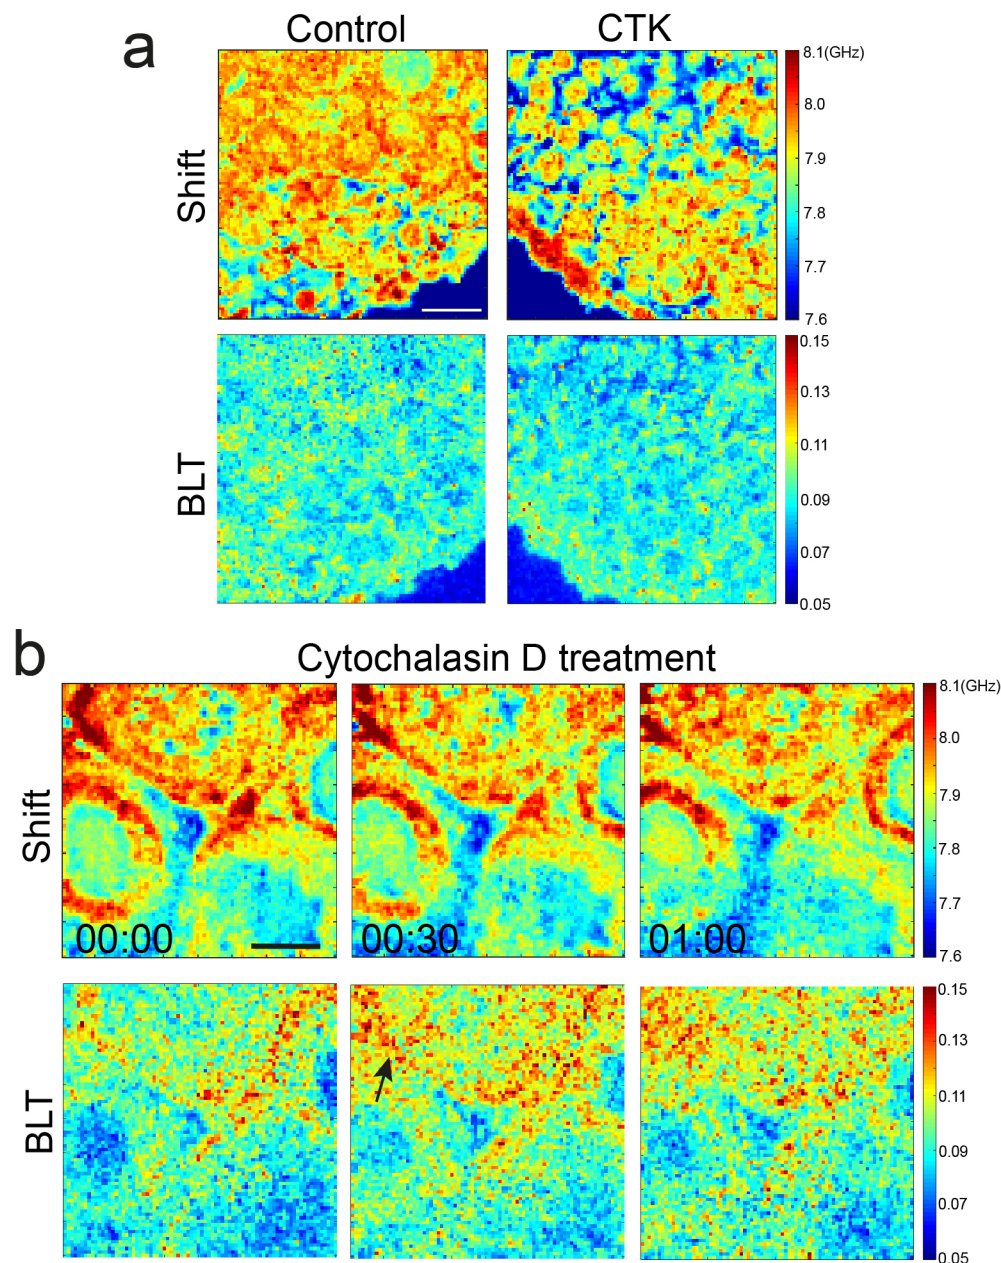 a
Control
CTK
Shift
8.1(GHz)
8.0
7.9
7.8
7.7
7.6
BLT
0.15
0.13
0.11
0.09
0.07
0.05
b
Cytochalasin D treatment
Shift
00:00
00:30
01:00
8.1(GHz)
8.0
7.9
7.8
7.7
7.6
BLT
0.15
0.13
0.11
0.09
0.07
0.05